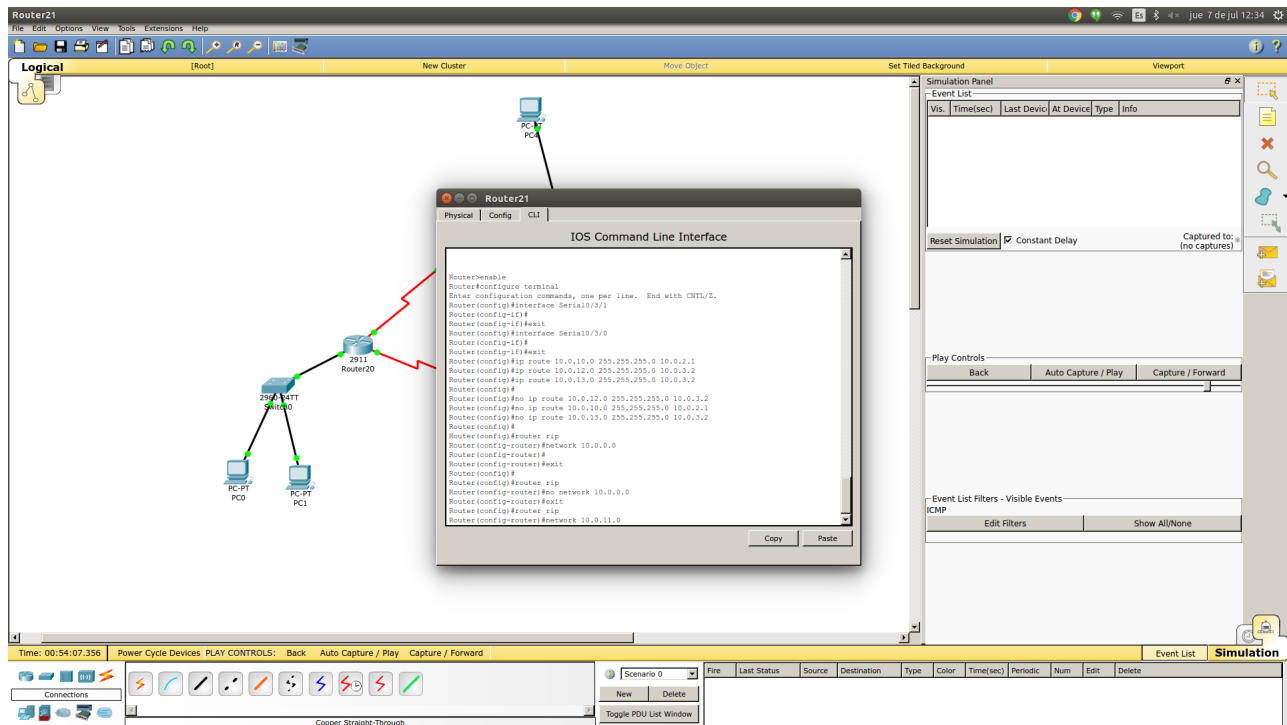 Router21
Es jue 7 de jul 12:34
File Edit Options View Tools Extensions Help
Logical [Root] New Cluster Move Object Set Tiled Background Viewport
PC-PT
PC4
2911
Router20
2960-24TT
Switch0
PC-PT
PC0
PC-PT
PC1
Router21
Physical Config CLI
IOS Command Line Interface
Router>enable
Router#configure terminal
Enter configuration commands, one per line. End with CNTL/Z.
Router(config)#interface Serial0/3/1
Router(config-if)#
Router(config-if)#exit
Router(config)#interface Serial0/3/0
Router(config-if)#
Router(config-if)#exit
Router(config)#ip route 10.0.10.0 255.255.255.0 10.0.2.1
Router(config)#ip route 10.0.12.0 255.255.255.0 10.0.3.2
Router(config)#ip route 10.0.13.0 255.255.255.0 10.0.3.2
Router(config)#
Router(config)#no ip route 10.0.12.0 255.255.255.0 10.0.3.2
Router(config)#no ip route 10.0.10.0 255.255.255.0 10.0.2.1
Router(config)#no ip route 10.0.13.0 255.255.255.0 10.0.3.2
Router(config)#
Router(config)#router rip
Router(config-router)#network 10.0.0.0
Router(config-router)#
Router(config-router)#exit
Router(config)#
Router(config)#router rip
Router(config-router)#no network 10.0.0.0
Router(config-router)#exit
Router(config)#router rip
Router(config-router)#network 10.0.11.0
Copy Paste
Simulation Panel
Event List
Vis. Time(sec) Last Devic At Device Type Info
Reset Simulation Constant Delay Captured to:
(no captures)
Play Controls
Back Auto Capture / Play Capture / Forward
Event List Filters - Visible Events
ICMP
Edit Filters Show All/None
Time: 00:54:07.356 Power Cycle Devices PLAY CONTROLS: Back Auto Capture / Play Capture / Forward Event List Simulation
Connections
Copper Straight-Through
Scenario 0
New Delete
Toggle PDU List Window
Fire Last Status Source Destination Type Color Time(sec) Periodic Num Edit Delete